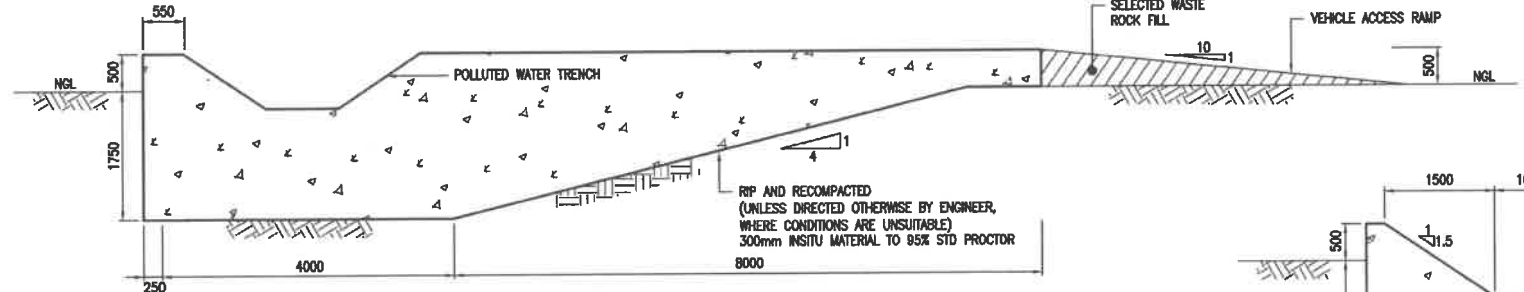 550
SELECTED WASTE
ROCK FILL
VEHICLE ACCESS RAMP
10
1
500
NGL
500
POLLUTED WATER TRENCH
NGL
1750
1
4
RIP AND RECOMPACTED
(UNLESS DIRECTED OTHERWISE BY ENGINEER,
WHERE CONDITIONS ARE UNSUITABLE)
300mm INSITU MATERIAL TO 95% STD PROCTOR
4000
8000
250
1500
1
1.5
500